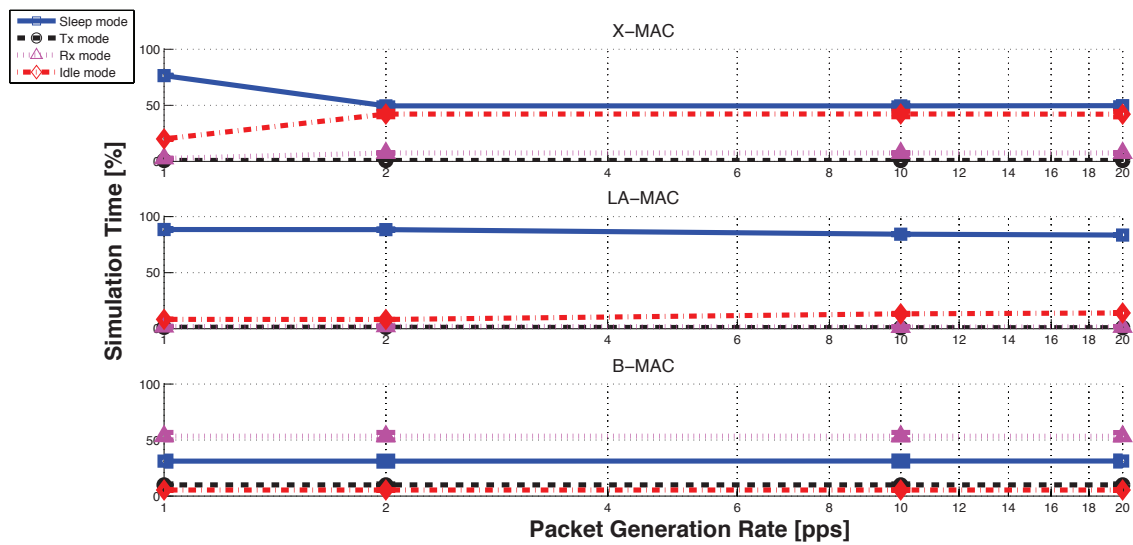 Sleep mode
Tx mode
Rx mode
Idle mode
X−MAC
100
50
0
1 2 4 6 8 10 12 14 16 18 20
LA−MAC
100
50
0
1 2 4 6 8 10 12 14 16 18 20
B−MAC
100
50
0
1 2 4 6 8 10 12 14 16 18 20
Simulation Time [%]
Packet Generation Rate [pps]